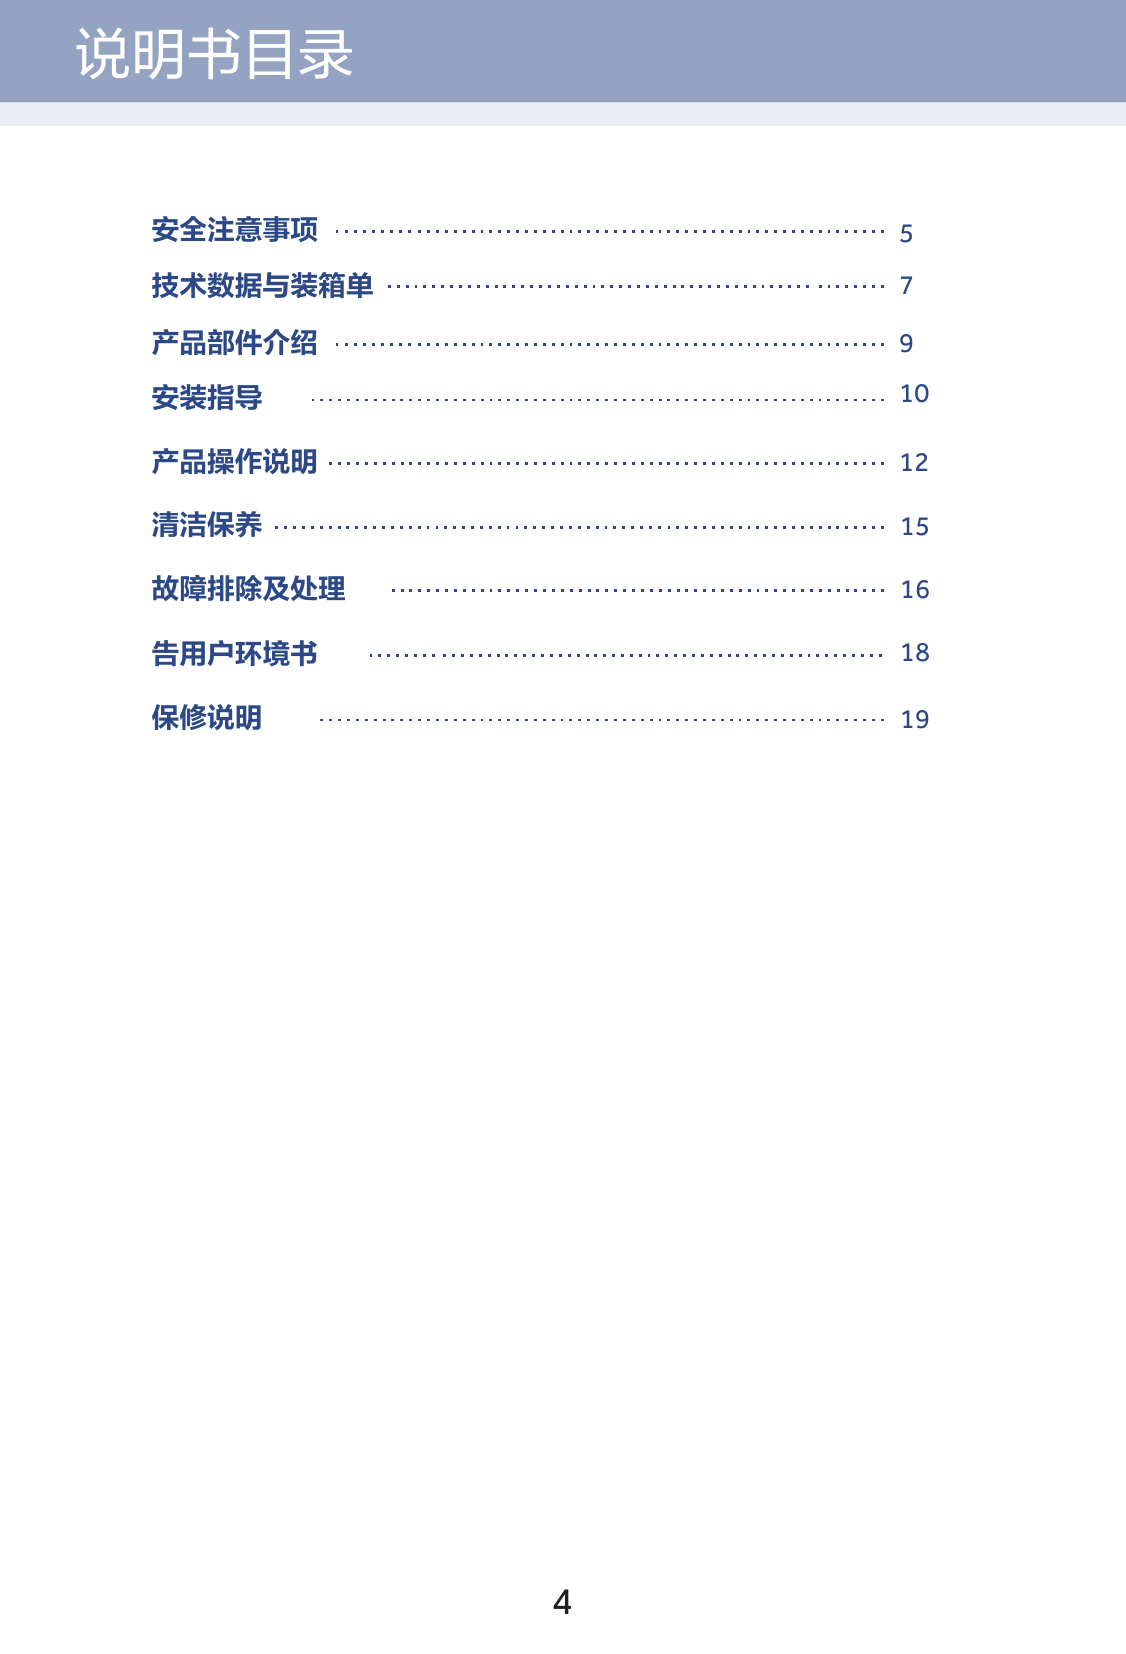 说明书目录
安全注意事项 ………………………………………………… 5
技术数据与装箱单 ………………………………………………… 7
产品部件介绍 ………………………………………………… 9
安装指导 ………………………………………………… 10
产品操作说明 ………………………………………………… 12
清洁保养 ………………………………………………… 15
故障排除及处理 ………………………………………………… 16
告用户环境书 ………………………………………………… 18
保修说明 ………………………………………………… 19
4